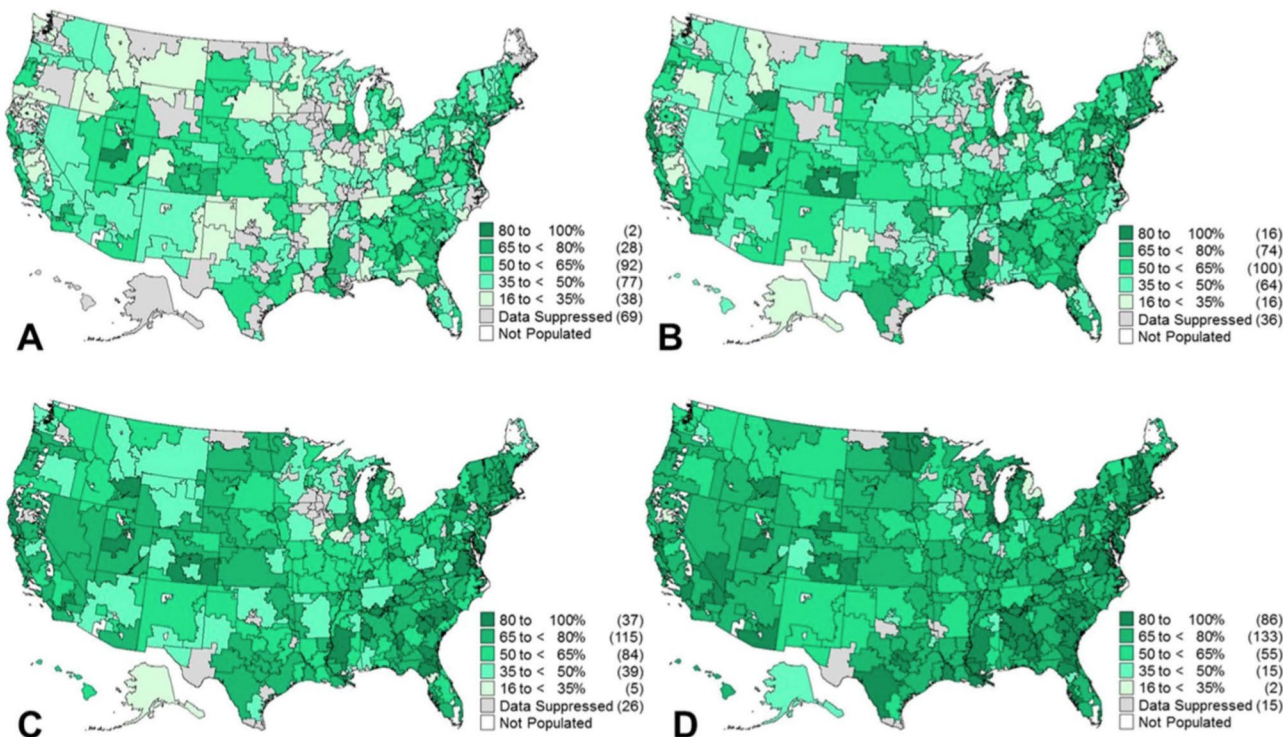 80 to 100% (2)
65 to < 80% (28)
50 to < 65% (92)
35 to < 50% (77)
16 to < 35% (38)
Data Suppressed (69)
Not Populated
A
80 to 100% (16)
65 to < 80% (74)
50 to < 65% (100)
35 to < 50% (64)
16 to < 35% (16)
Data Suppressed (36)
Not Populated
B
80 to 100% (37)
65 to < 80% (115)
50 to < 65% (84)
35 to < 50% (39)
16 to < 35% (5)
Data Suppressed (26)
Not Populated
C
80 to 100% (86)
65 to < 80% (133)
50 to < 65% (55)
35 to < 50% (15)
16 to < 35% (2)
Data Suppressed (15)
Not Populated
D